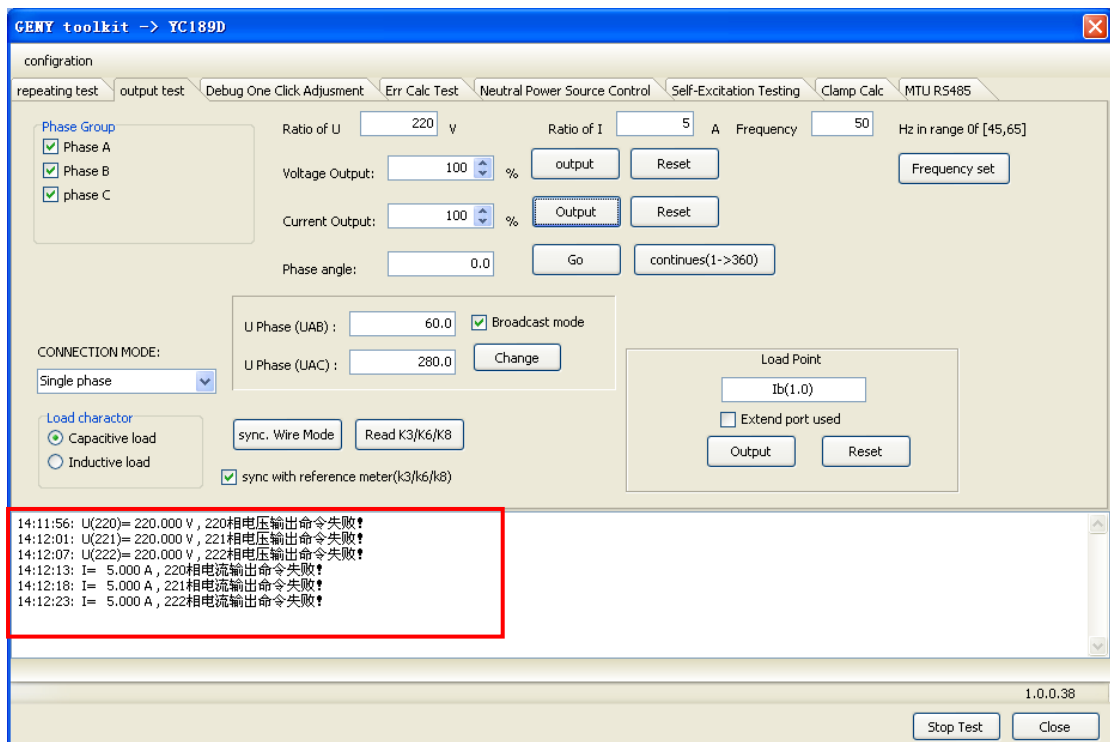 GENY toolkit -> YC189D
configration
repeating test output test Debug One Click Adjusment Err Calc Test Neutral Power Source Control Self-Excitation Testing Clamp Calc MTU RS485
Phase Group
Phase A
Phase B
phase C
Ratio of U 220 V Ratio of I 5 A Frequency 50 Hz in range 0f [45,65]
Voltage Output: 100 % output Reset Frequency set
Current Output: 100 % Output Reset
Phase angle: 0.0 Go continues(1->360)
U Phase (UAB) : 60.0 Broadcast mode
U Phase (UAC) : 280.0 Change
CONNECTION MODE:
Single phase
Load charactor
Capacitive load
Inductive load
sync. Wire Mode Read K3/K6/K8
sync with reference meter(k3/k6/k8)
Load Point
Ib(1.0)
Extend port used
Output Reset
14:11:56: U(220)= 220.000 V , 220相电压输出命令失败!
14:12:01: U(221)= 220.000 V , 221相电压输出命令失败!
14:12:07: U(222)= 220.000 V , 222相电压输出命令失败!
14:12:13: I= 5.000 A , 220相电流输出命令失败!
14:12:18: I= 5.000 A , 221相电流输出命令失败!
14:12:23: I= 5.000 A , 222相电流输出命令失败!
1.0.0.38
Stop Test Close